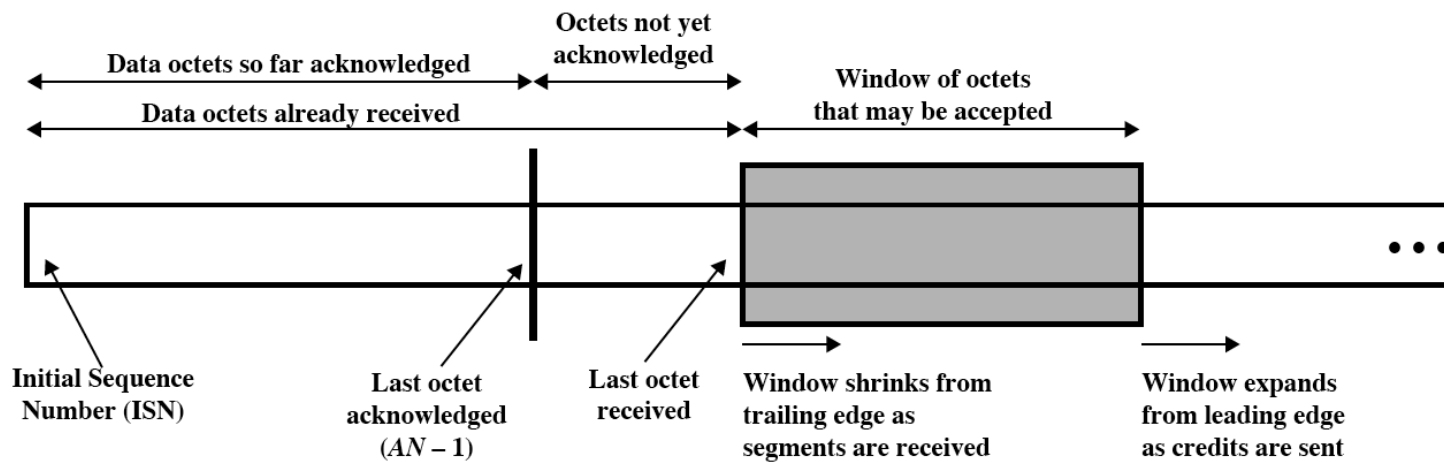 Octets not yet
acknowledged
Data octets so far acknowledged
Window of octets
that may be accepted
Data octets already received
•••
Initial Sequence
Number (ISN)
Last octet
acknowledged
(AN – 1)
Last octet
received
Window shrinks from
trailing edge as
segments are received
Window expands
from leading edge
as credits are sent